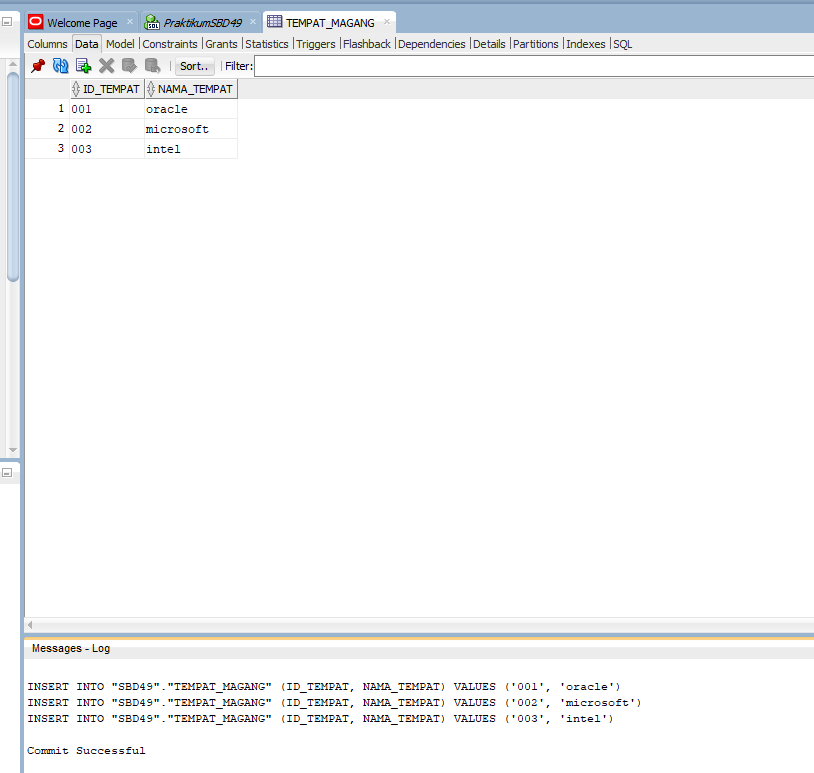 Welcome Page PraktikumSBD49 TEMPAT_MAGANG
Columns Data Model Constraints Grants Statistics Triggers Flashback Dependencies Details Partitions Indexes SQL
Sort.. Filter:
ID_TEMPAT NAMA_TEMPAT
1 001 oracle
2 002 microsoft
3 003 intel
Messages - Log
INSERT INTO "SBD49"."TEMPAT_MAGANG" (ID_TEMPAT, NAMA_TEMPAT) VALUES ('001', 'oracle')
INSERT INTO "SBD49"."TEMPAT_MAGANG" (ID_TEMPAT, NAMA_TEMPAT) VALUES ('002', 'microsoft')
INSERT INTO "SBD49"."TEMPAT_MAGANG" (ID_TEMPAT, NAMA_TEMPAT) VALUES ('003', 'intel')
Commit Successful